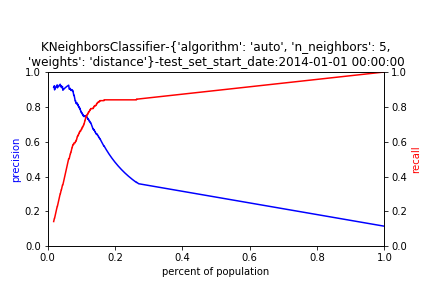 KNeighborsClassifier-{'algorithm': 'auto', 'n_neighbors': 5,
'weights': 'distance'}-test_set_start_date:2014-01-01 00:00:00
1.0
0.8
0.6
0.4
0.2
0.0
precision
1.0
0.8
0.6
0.4
0.2
0.0
recall
0.0 0.2 0.4 0.6 0.8 1.0
percent of population